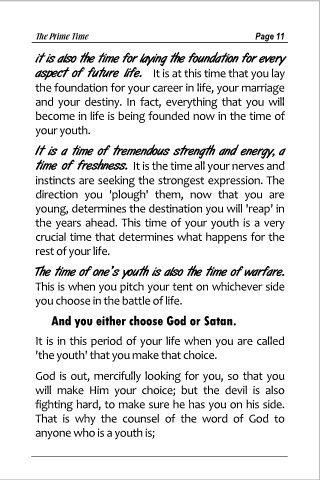 The Prime Time Page 11
it is also the time for laying the foundation for every
aspect of future life. It is at this time that you lay
the foundation for your career in life, your marriage
and your destiny. In fact, everything that you will
become in life is being founded now in the time of
your youth.
It is a time of tremendous strength and energy, a
time of freshness. It is the time all your nerves and
instincts are seeking the strongest expression. The
direction you 'plough' them, now that you are
young, determines the destination you will 'reap' in
the years ahead. This time of your youth is a very
crucial time that determines what happens for the
rest of your life.
The time of one's youth is also the time of warfare.
This is when you pitch your tent on whichever side
you choose in the battle of life.
And you either choose God or Satan.
It is in this period of your life when you are called
'the youth' that you make that choice.
God is out, mercifully looking for you, so that you
will make Him your choice; but the devil is also
fighting hard, to make sure he has you on his side.
That is why the counsel of the word of God to
anyone who is a youth is;